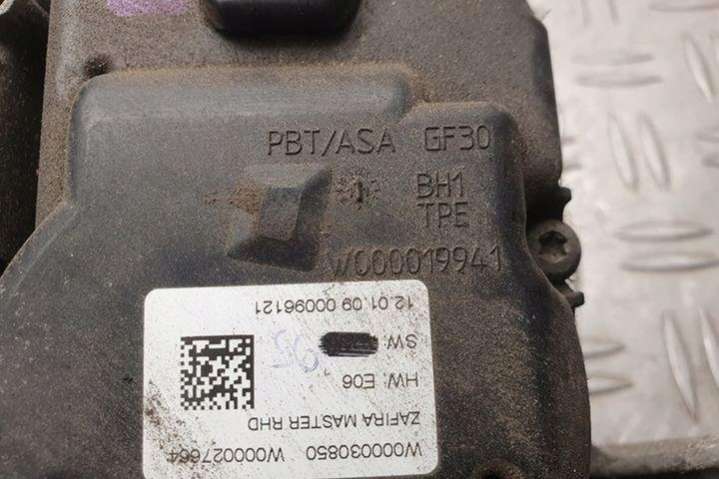 PBT/ASA GF30
BH1
TPE
W000019941
W000030850 W000027664
ZAFIRA MASTER RHD
HW: E06
SW:
12.01.09 00096121